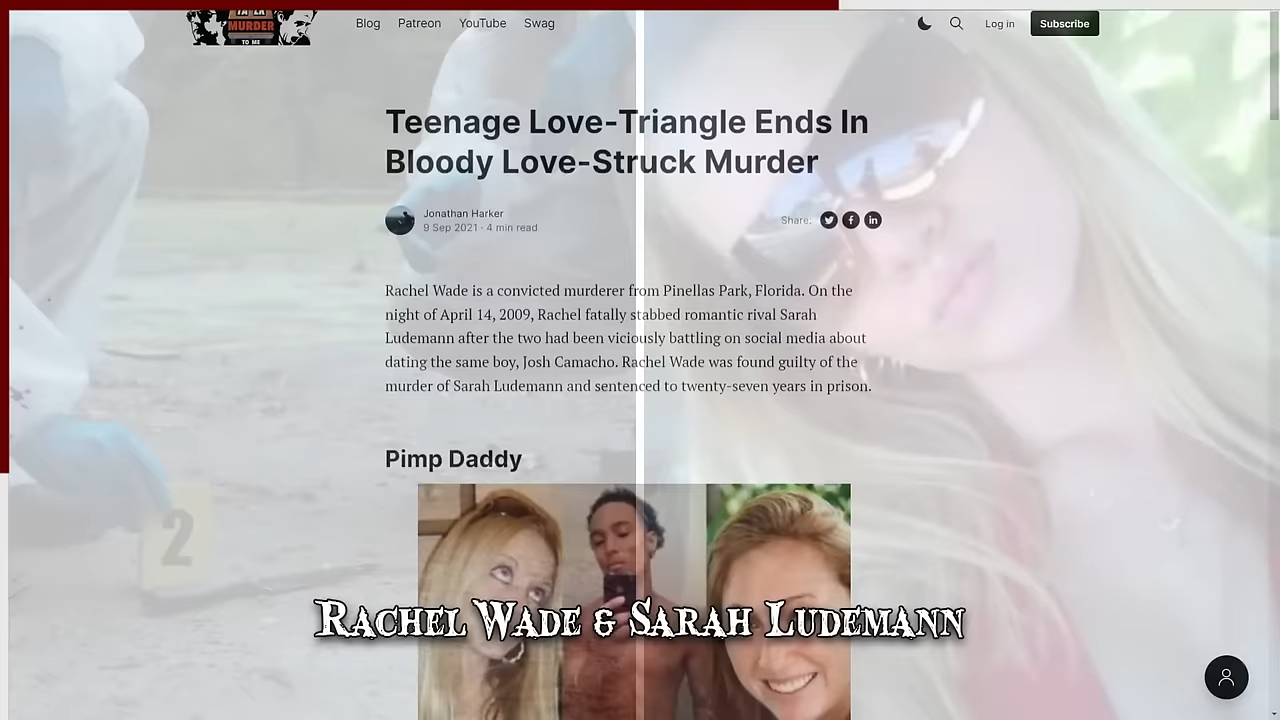 MURDER
TO ME
Blog Patreon YouTube Swag
Log in Subscribe
Teenage Love-Triangle Ends In
Bloody Love-Struck Murder
Jonathan Harker
9 Sep 2021 · 4 min read
Share:
Rachel Wade is a convicted murderer from Pinellas Park, Florida. On the
night of April 14, 2009, Rachel fatally stabbed romantic rival Sarah
Ludemann after the two had been viciously battling on social media about
dating the same boy, Josh Camacho. Rachel Wade was found guilty of the
murder of Sarah Ludemann and sentenced to twenty-seven years in prison.
Pimp Daddy
2
Rachel Wade & Sarah Ludemann